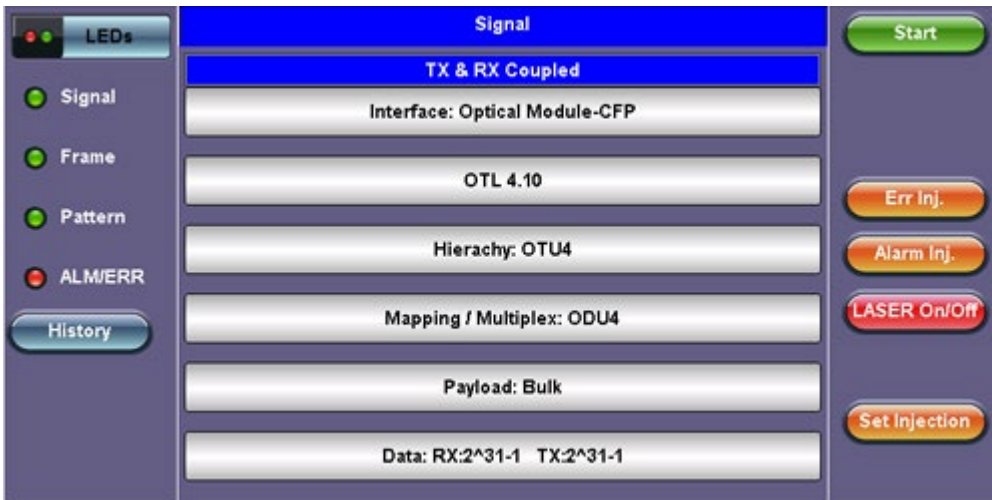 LEDs
Signal
Frame
Pattern
ALM/ERR
History
Signal
TX & RX Coupled
Interface: Optical Module-CFP
OTL 4.10
Hierachy: OTU4
Mapping / Multiplex: ODU4
Payload: Bulk
Data: RX:2^31-1 TX:2^31-1
Start
Err Inj.
Alarm Inj.
LASER On/Off
Set Injection